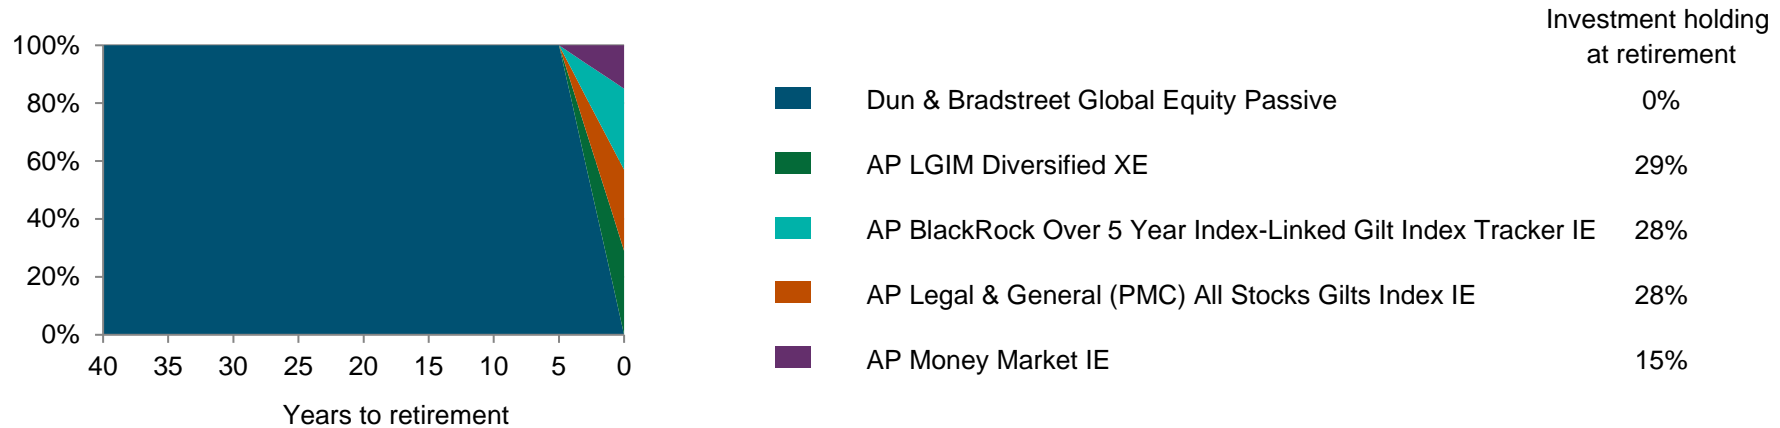 Investment holding
at retirement
100%
80%
60%
40%
20%
0%
40 35 30 25 20 15 10 5 0
Years to retirement
Dun & Bradstreet Global Equity Passive 0%
AP LGIM Diversified XE 29%
AP BlackRock Over 5 Year Index-Linked Gilt Index Tracker IE 28%
AP Legal & General (PMC) All Stocks Gilts Index IE 28%
AP Money Market IE 15%